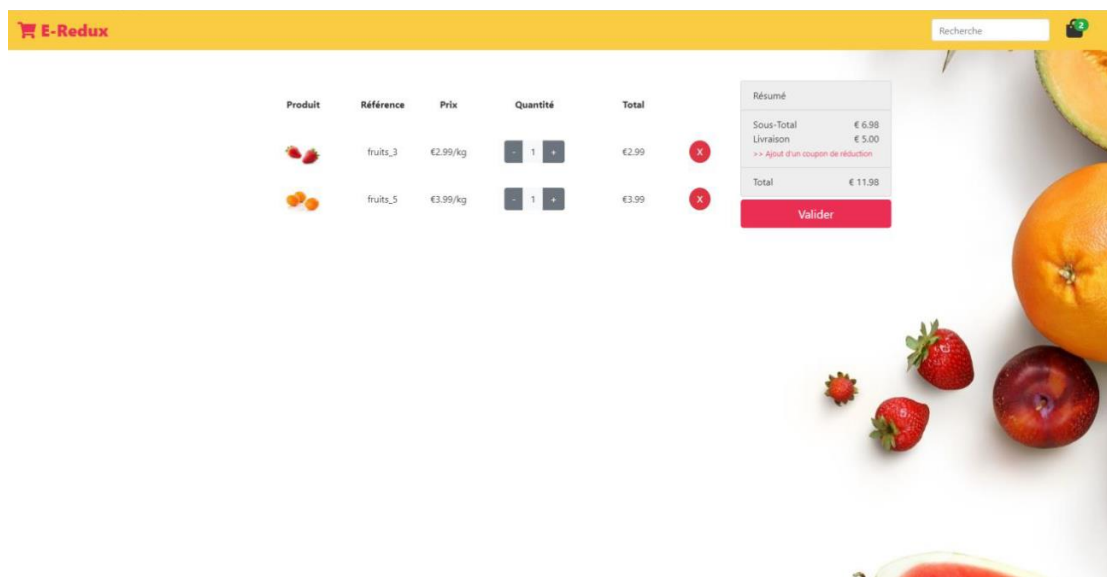 E-Redux
Recherche
2
Produit Référence Prix Quantité Total
fruits_3 €2.99/kg - 1 + €2.99 X
fruits_5 €3.99/kg - 1 + €3.99 X
Résumé
Sous-Total € 6.98
Livraison € 5.00
>> Ajout d'un coupon de réduction
Total € 11.98
Valider